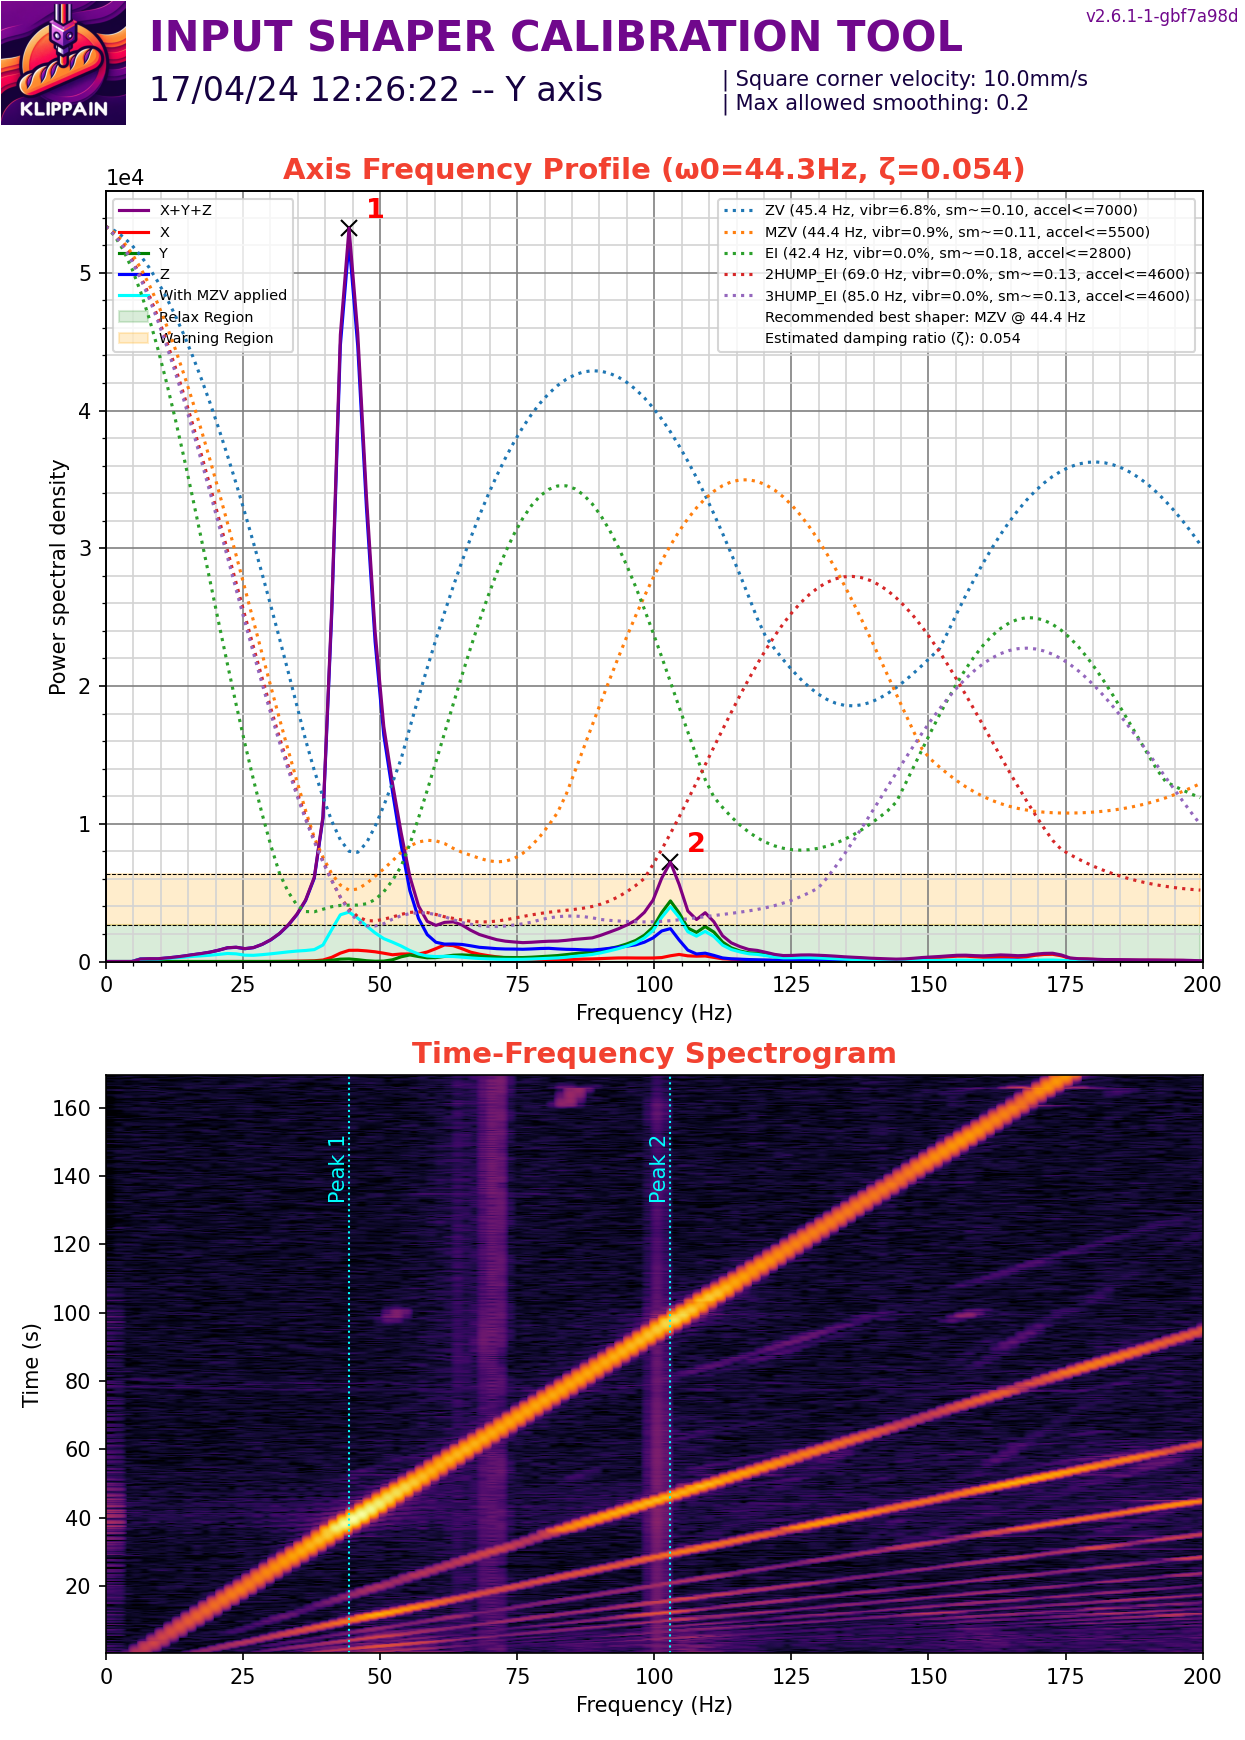 v2.6.1-1-gbf7a98d
INPUT SHAPER CALIBRATION TOOL
17/04/24 12:26:22 -- Y axis
| Square corner velocity: 10.0mm/s
| Max allowed smoothing: 0.2
KLIPPAIN
Axis Frequency Profile (ω0=44.3Hz, ζ=0.054)
1e4
X+Y+Z
X
Y
Z
With MZV applied
Relax Region
Warning Region
1
ZV (45.4 Hz, vibr=6.8%, sm~=0.10, accel<=7000)
MZV (44.4 Hz, vibr=0.9%, sm~=0.11, accel<=5500)
EI (42.4 Hz, vibr=0.0%, sm~=0.18, accel<=2800)
2HUMP_EI (69.0 Hz, vibr=0.0%, sm~=0.13, accel<=4600)
3HUMP_EI (85.0 Hz, vibr=0.0%, sm~=0.13, accel<=4600)
Recommended best shaper: MZV @ 44.4 Hz
Estimated damping ratio (ζ): 0.054
5
4
3
2
1
0
Power spectral density
2
0 25 50 75 100 125 150 175 200
Frequency (Hz)
Time-Frequency Spectrogram
160
140
120
100
80
60
40
20
Time (s)
Peak 1
Peak 2
0 25 50 75 100 125 150 175 200
Frequency (Hz)